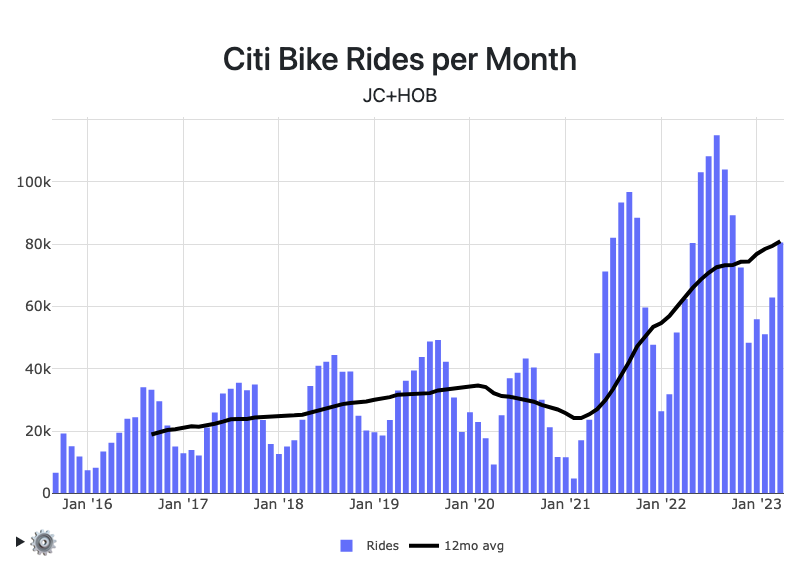 Citi Bike Rides per Month
JC+HOB
100k
80k
60k
40k
20k
0
Jan '16 Jan '17 Jan '18 Jan '19 Jan '20 Jan '21 Jan '22 Jan '23
Rides 12mo avg